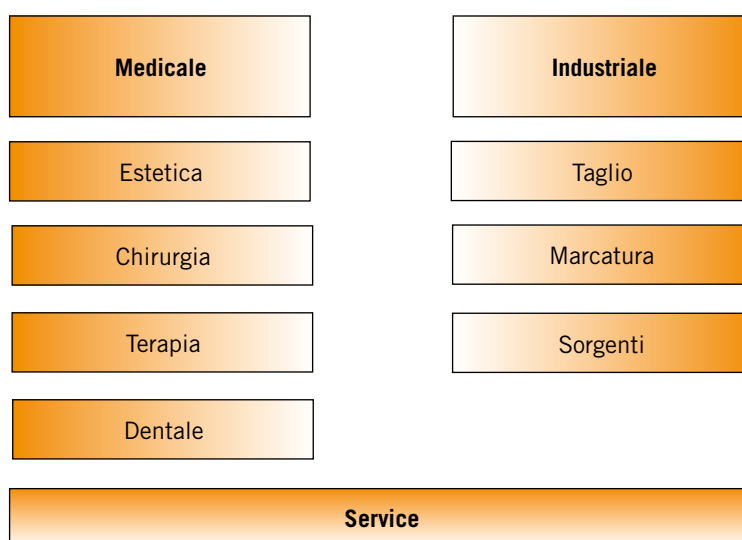 Medicale
Industriale
Estetica
Taglio
Chirurgia
Marcatura
Terapia
Sorgenti
Dentale
Service